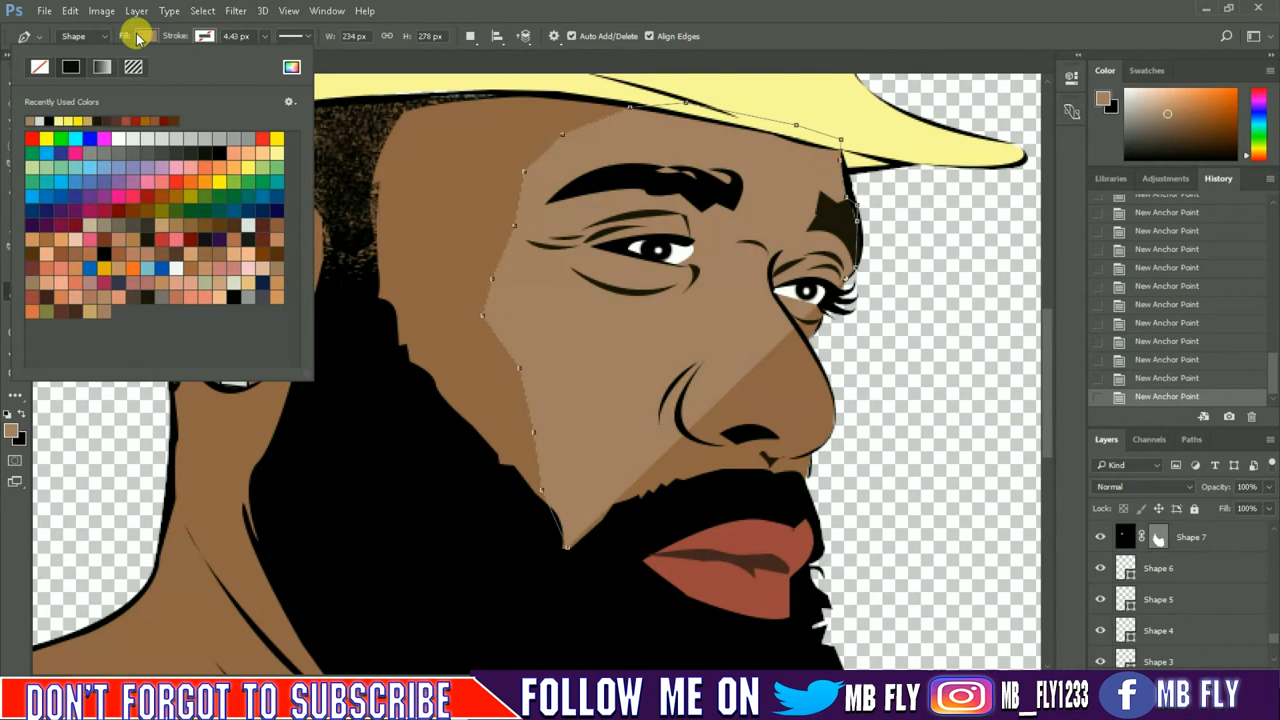 Ps File Edit Image Layer Type Select Filter 3D View Window Help
Shape Fill: Stroke: 4.43 px W: 234 px H: 278 px Auto Add/Delete Align Edges
Recently Used Colors
Color Swatches
Libraries Adjustments History
New Anchor Point
New Anchor Point
New Anchor Point
New Anchor Point
New Anchor Point
New Anchor Point
New Anchor Point
New Anchor Point
New Anchor Point
New Anchor Point
New Anchor Point
Layers Channels Paths
Kind
Normal Opacity: 100%
Lock: Fill: 100%
Shape 7
Shape 6
Shape 5
Shape 4
Shape 3
DON'T FORGOT TO SUBSCRIBE FOLLOW ME ON MB FLY MB_FLY1233 MB FLY